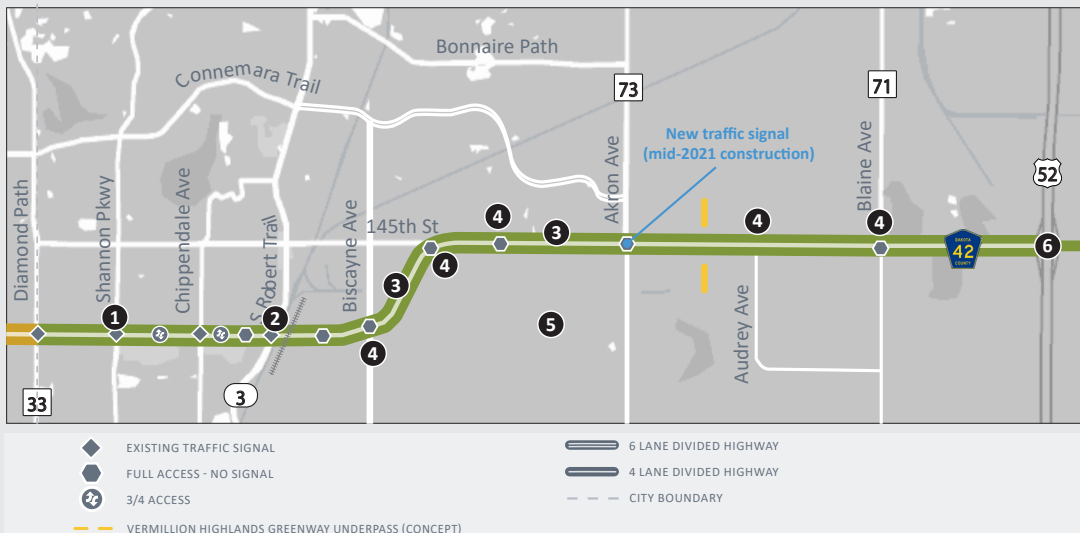 Bonnaire Path
Connemara Trail
73
71
New traffic signal
(mid-2021 construction)
52
Diamond Path
Shannon Pkwy
Chippendale Ave
S Robert Trail
Biscayne Ave
145th St
Akron Ave
Blaine Ave
Audrey Ave
4
3
4
4
4
DAKOTA
42
COUNTY
6
3
1
2
5
4
33
3
EXISTING TRAFFIC SIGNAL
FULL ACCESS - NO SIGNAL
3/4 ACCESS
VERMILLION HIGHLANDS GREENWAY UNDERPASS (CONCEPT)
6 LANE DIVIDED HIGHWAY
4 LANE DIVIDED HIGHWAY
CITY BOUNDARY